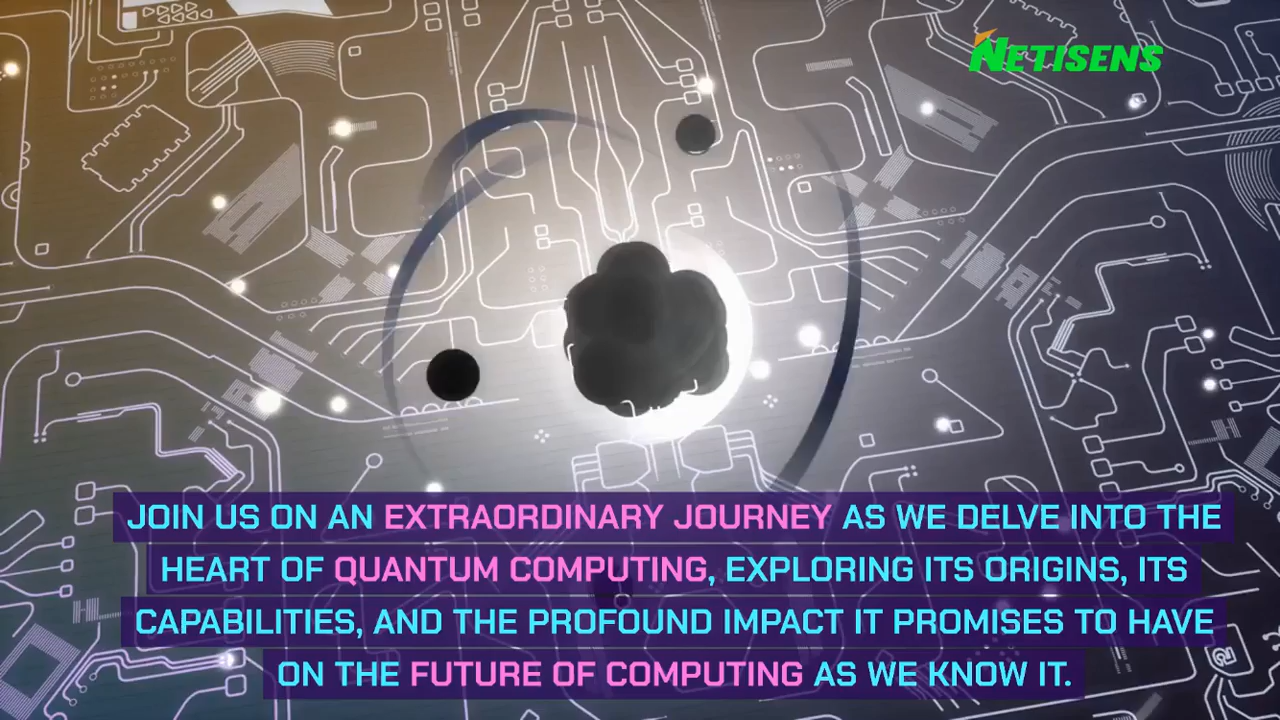 NETISENS
JOIN US ON AN EXTRAORDINARY JOURNEY AS WE DELVE INTO THE
HEART OF QUANTUM COMPUTING, EXPLORING ITS ORIGINS, ITS
CAPABILITIES, AND THE PROFOUND IMPACT IT PROMISES TO HAVE
ON THE FUTURE OF COMPUTING AS WE KNOW IT.